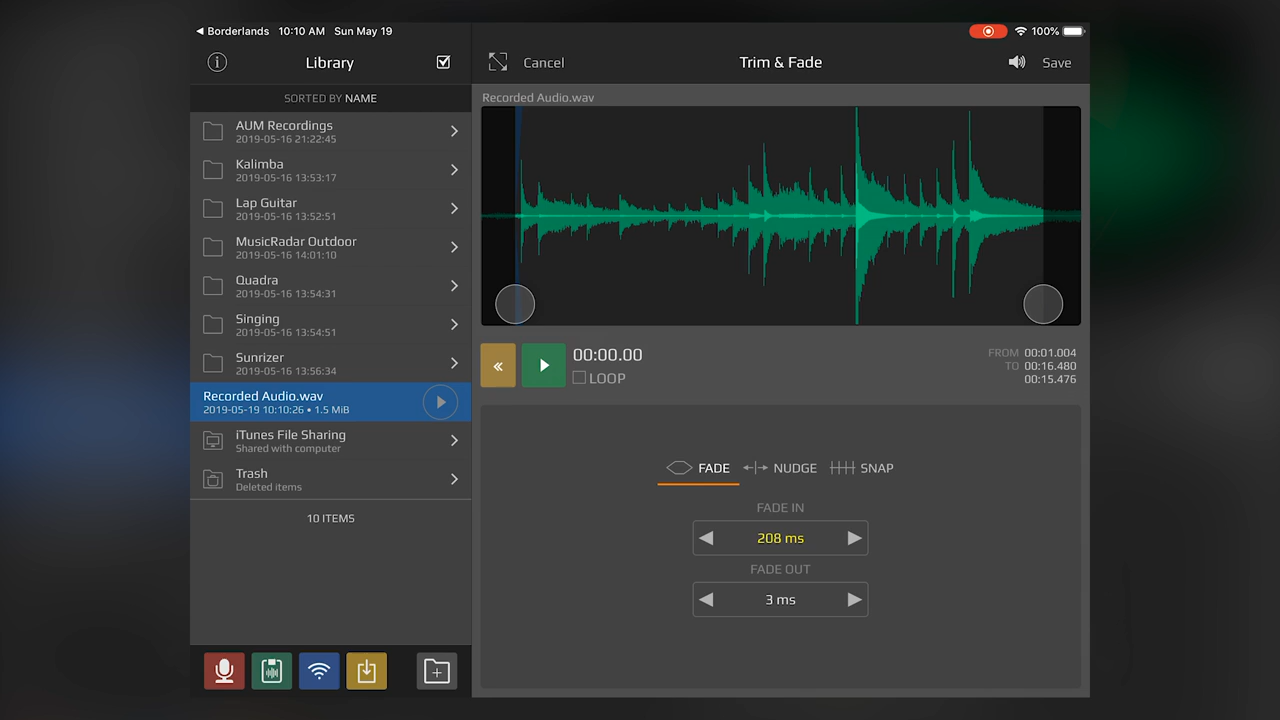 Borderlands 10:10 AM Sun May 19 100%
Library
Cancel
Trim & Fade
Save
SORTED BY NAME
AUM Recordings
2019-05-16 21:22:45
Kalimba
2019-05-16 13:53:17
Lap Guitar
2019-05-16 13:52:51
MusicRadar Outdoor
2019-05-16 14:01:10
Quadra
2019-05-16 13:54:31
Singing
2019-05-16 13:54:51
Sunrizer
2019-05-16 13:56:34
Recorded Audio.wav
2019-05-19 10:10:26 • 1.5 MiB
iTunes File Sharing
Shared with computer
Trash
Deleted items
10 ITEMS
Recorded Audio.wav
00:00.00
LOOP
FROM 00:01.004
TO 00:16.480
00:15.476
FADE NUDGE SNAP
FADE IN
208 ms
FADE OUT
3 ms